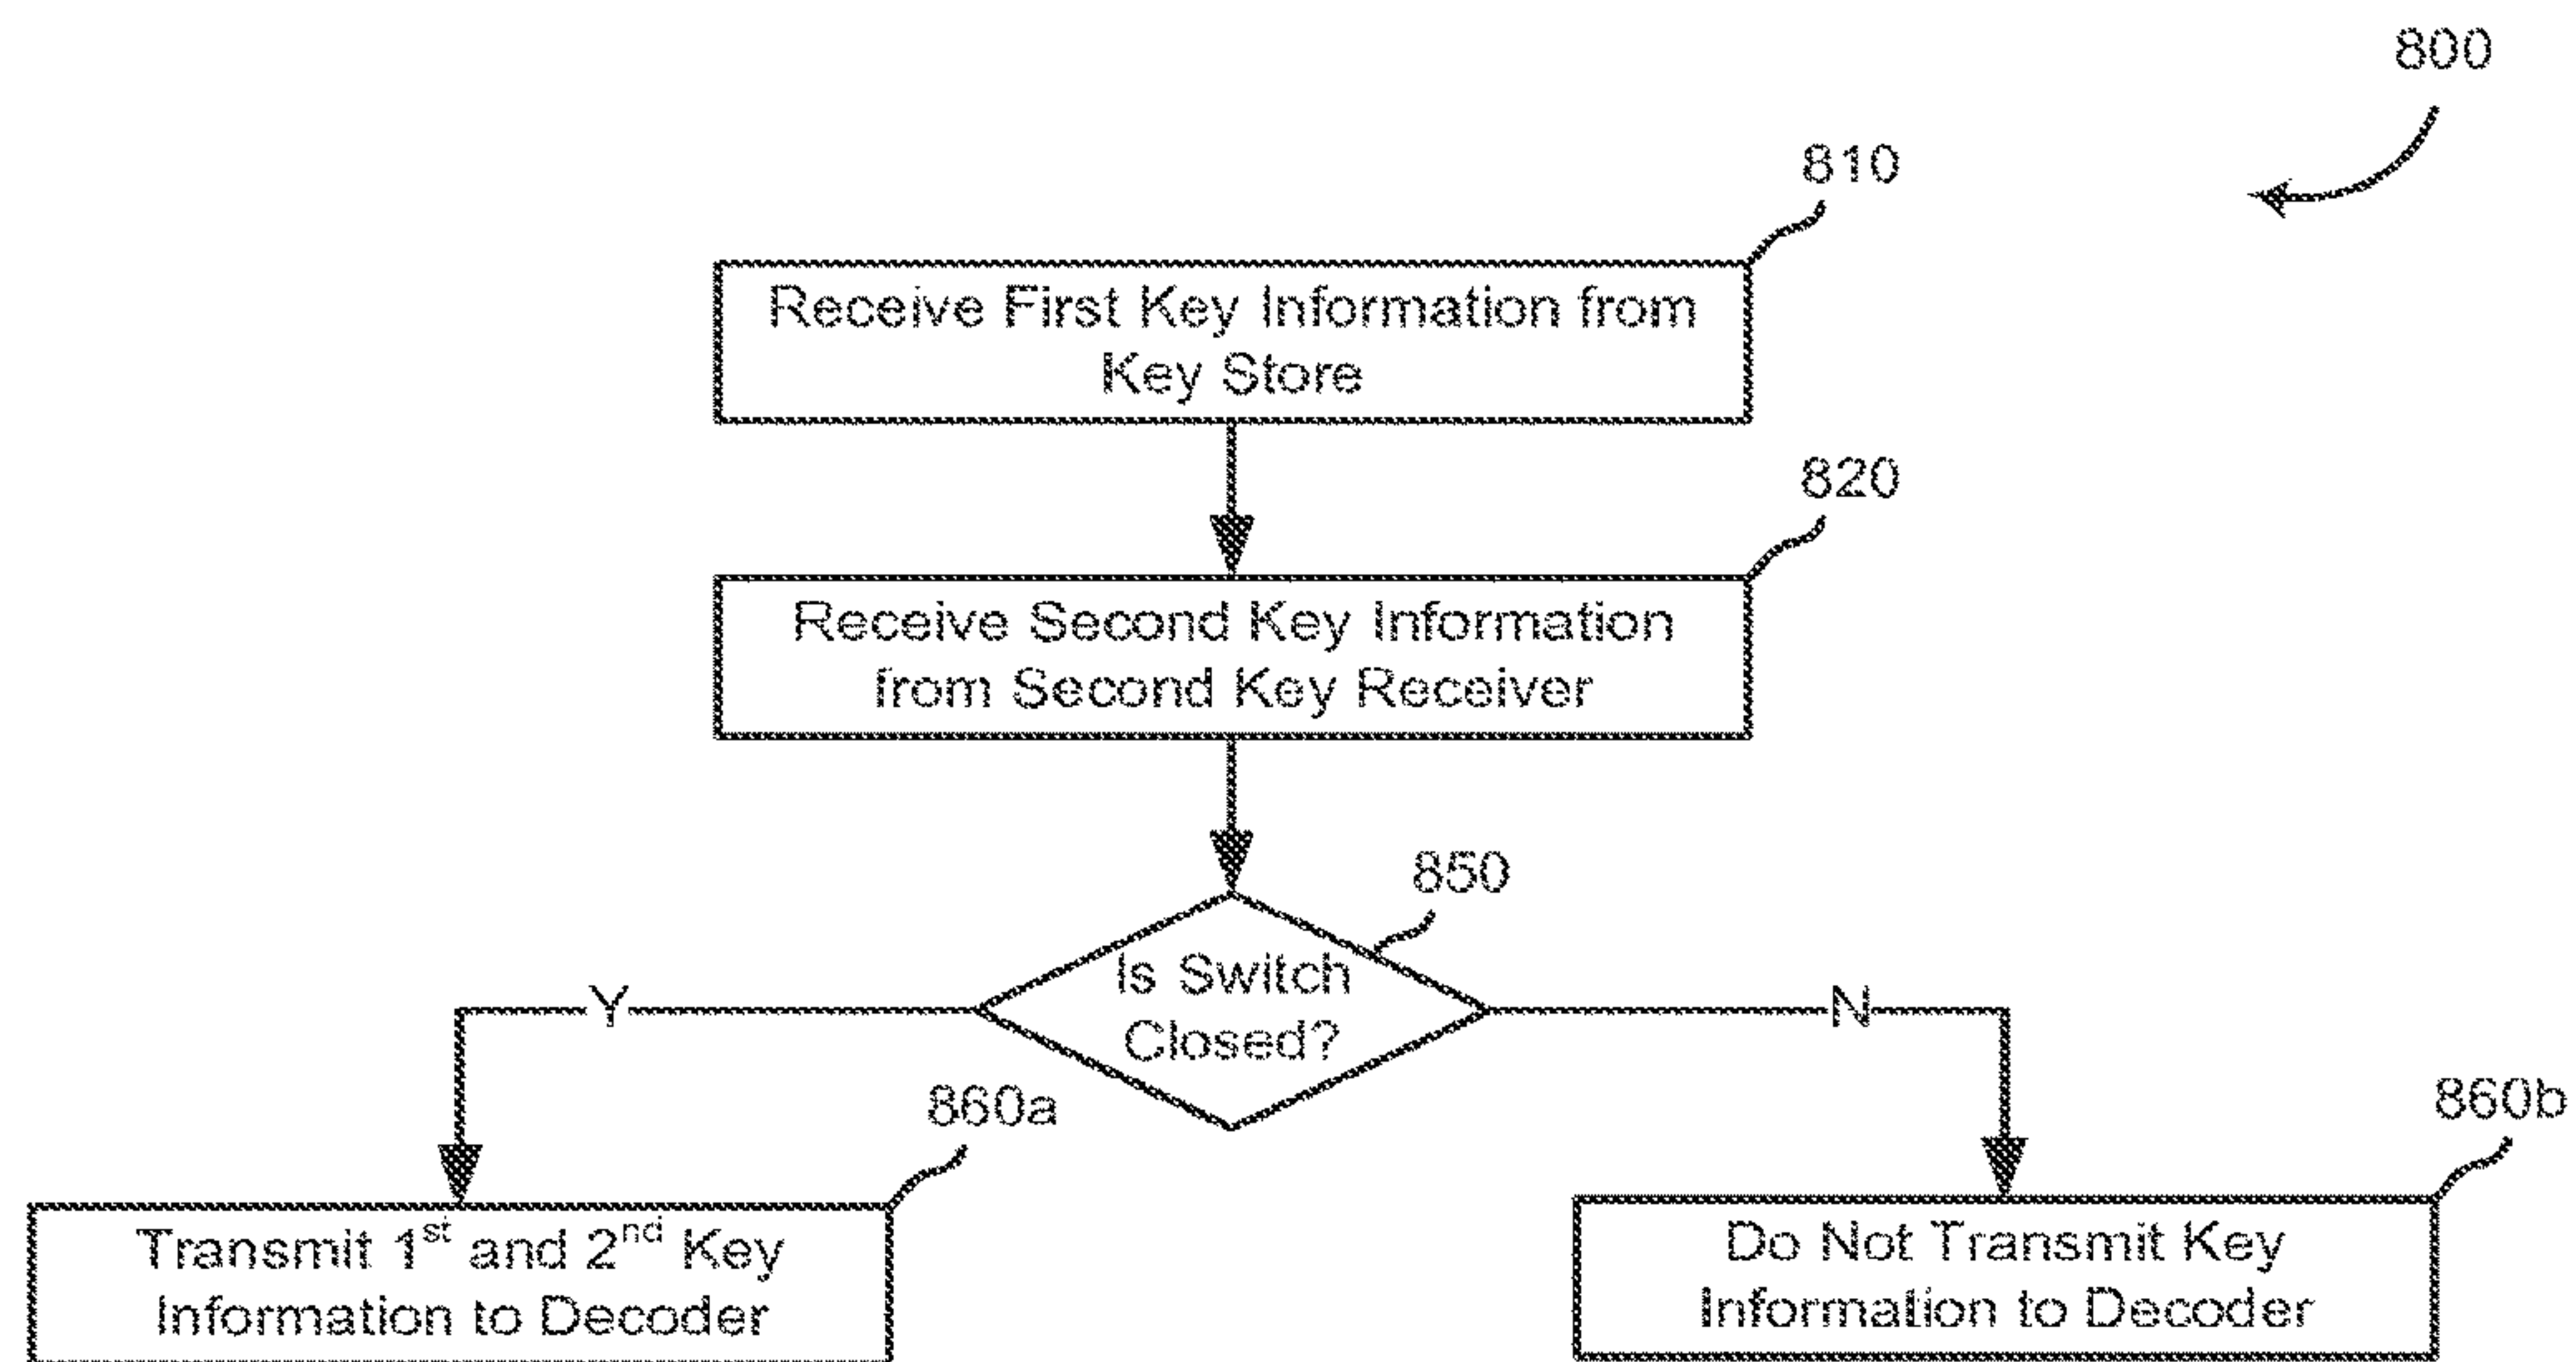 800
810
Receive First Key Information from
Key Store
820
Receive Second Key Information
from Second Key Receiver
850
Is Switch
Closed?
Y
N
860a
860b
Transmit 1st and 2nd Key
Information to Decoder
Do Not Transmit Key
Information to Decoder